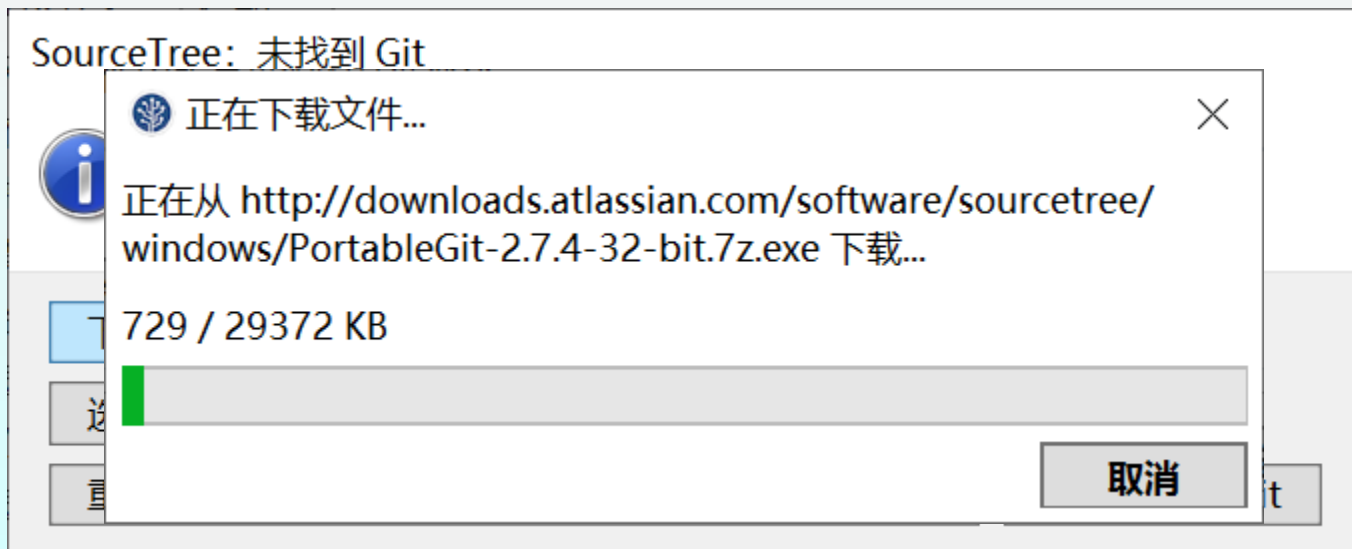 SourceTree：未找到 Git
正在下载文件...
正在从 http://downloads.atlassian.com/software/sourcetree/
windows/PortableGit-2.7.4-32-bit.7z.exe 下载...
729 / 29372 KB
取消
it